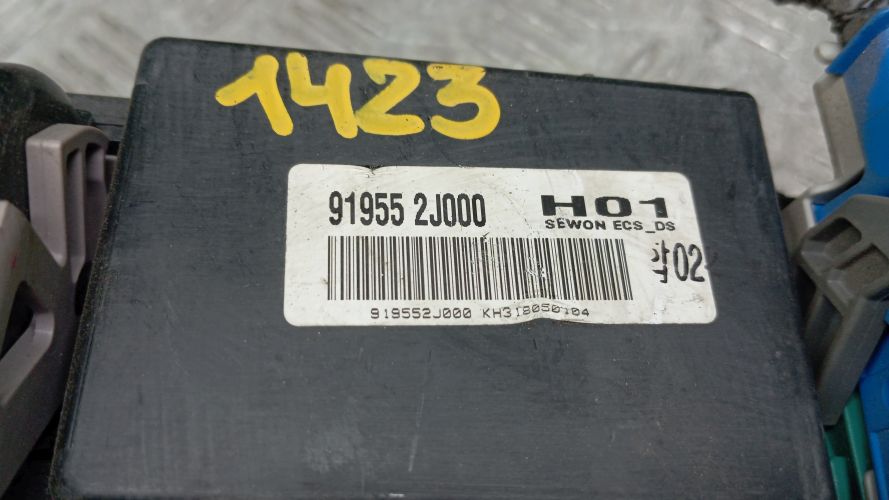 1423
91955 2J000 H01
SEWON ECS_DS
02
919552J000 KH318050104